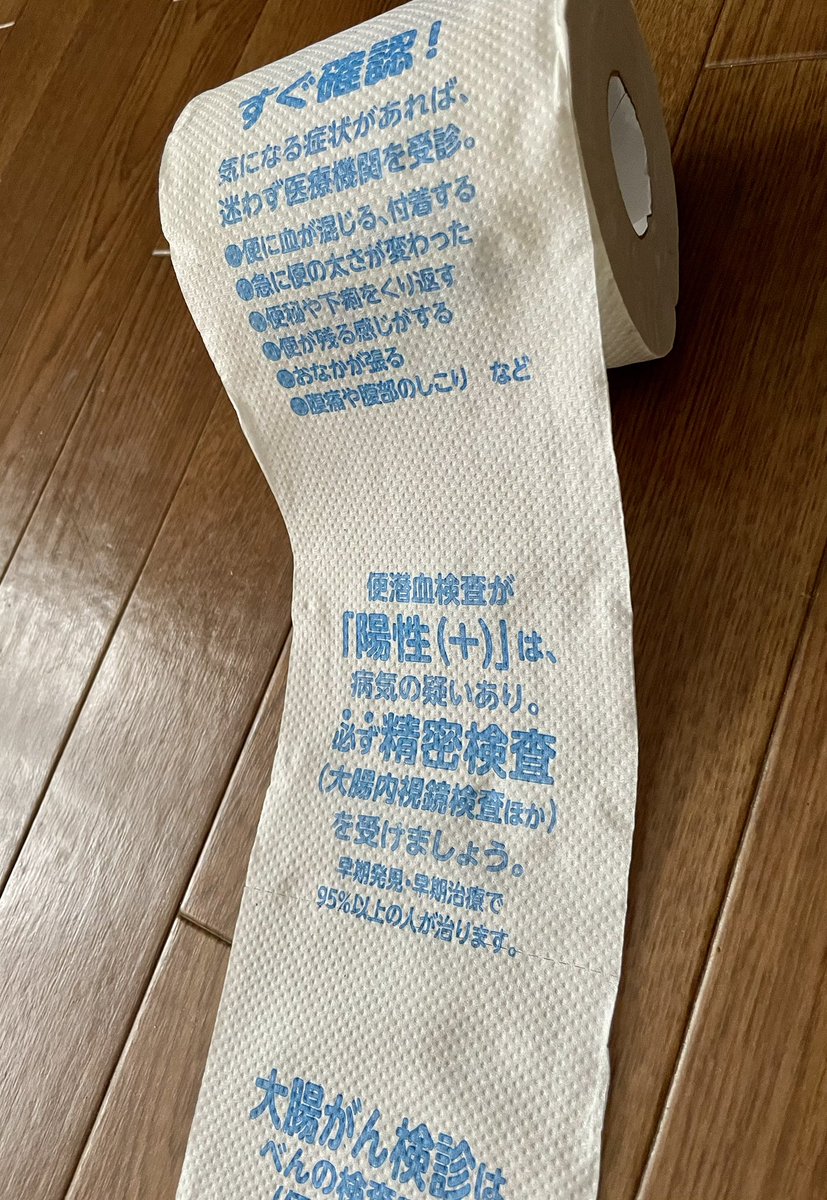 すぐ確認！
気になる症状があれば、
迷わず医療機関を受診。
●便に血が混じる、付着する
●急に便の太さが変わった
●便秘や下痢をくり返す
●便が残る感じがする
●おなかが張る
●腹痛や腹部のしこり　など
便潜血検査が
「陽性(＋)」は、
病気の疑いあり。
必ず精密検査
(大腸内視鏡検査ほか)
を受けましょう。
早期発見・早期治療で
95%以上の人が治ります。
大腸がん検診は
べんの検査